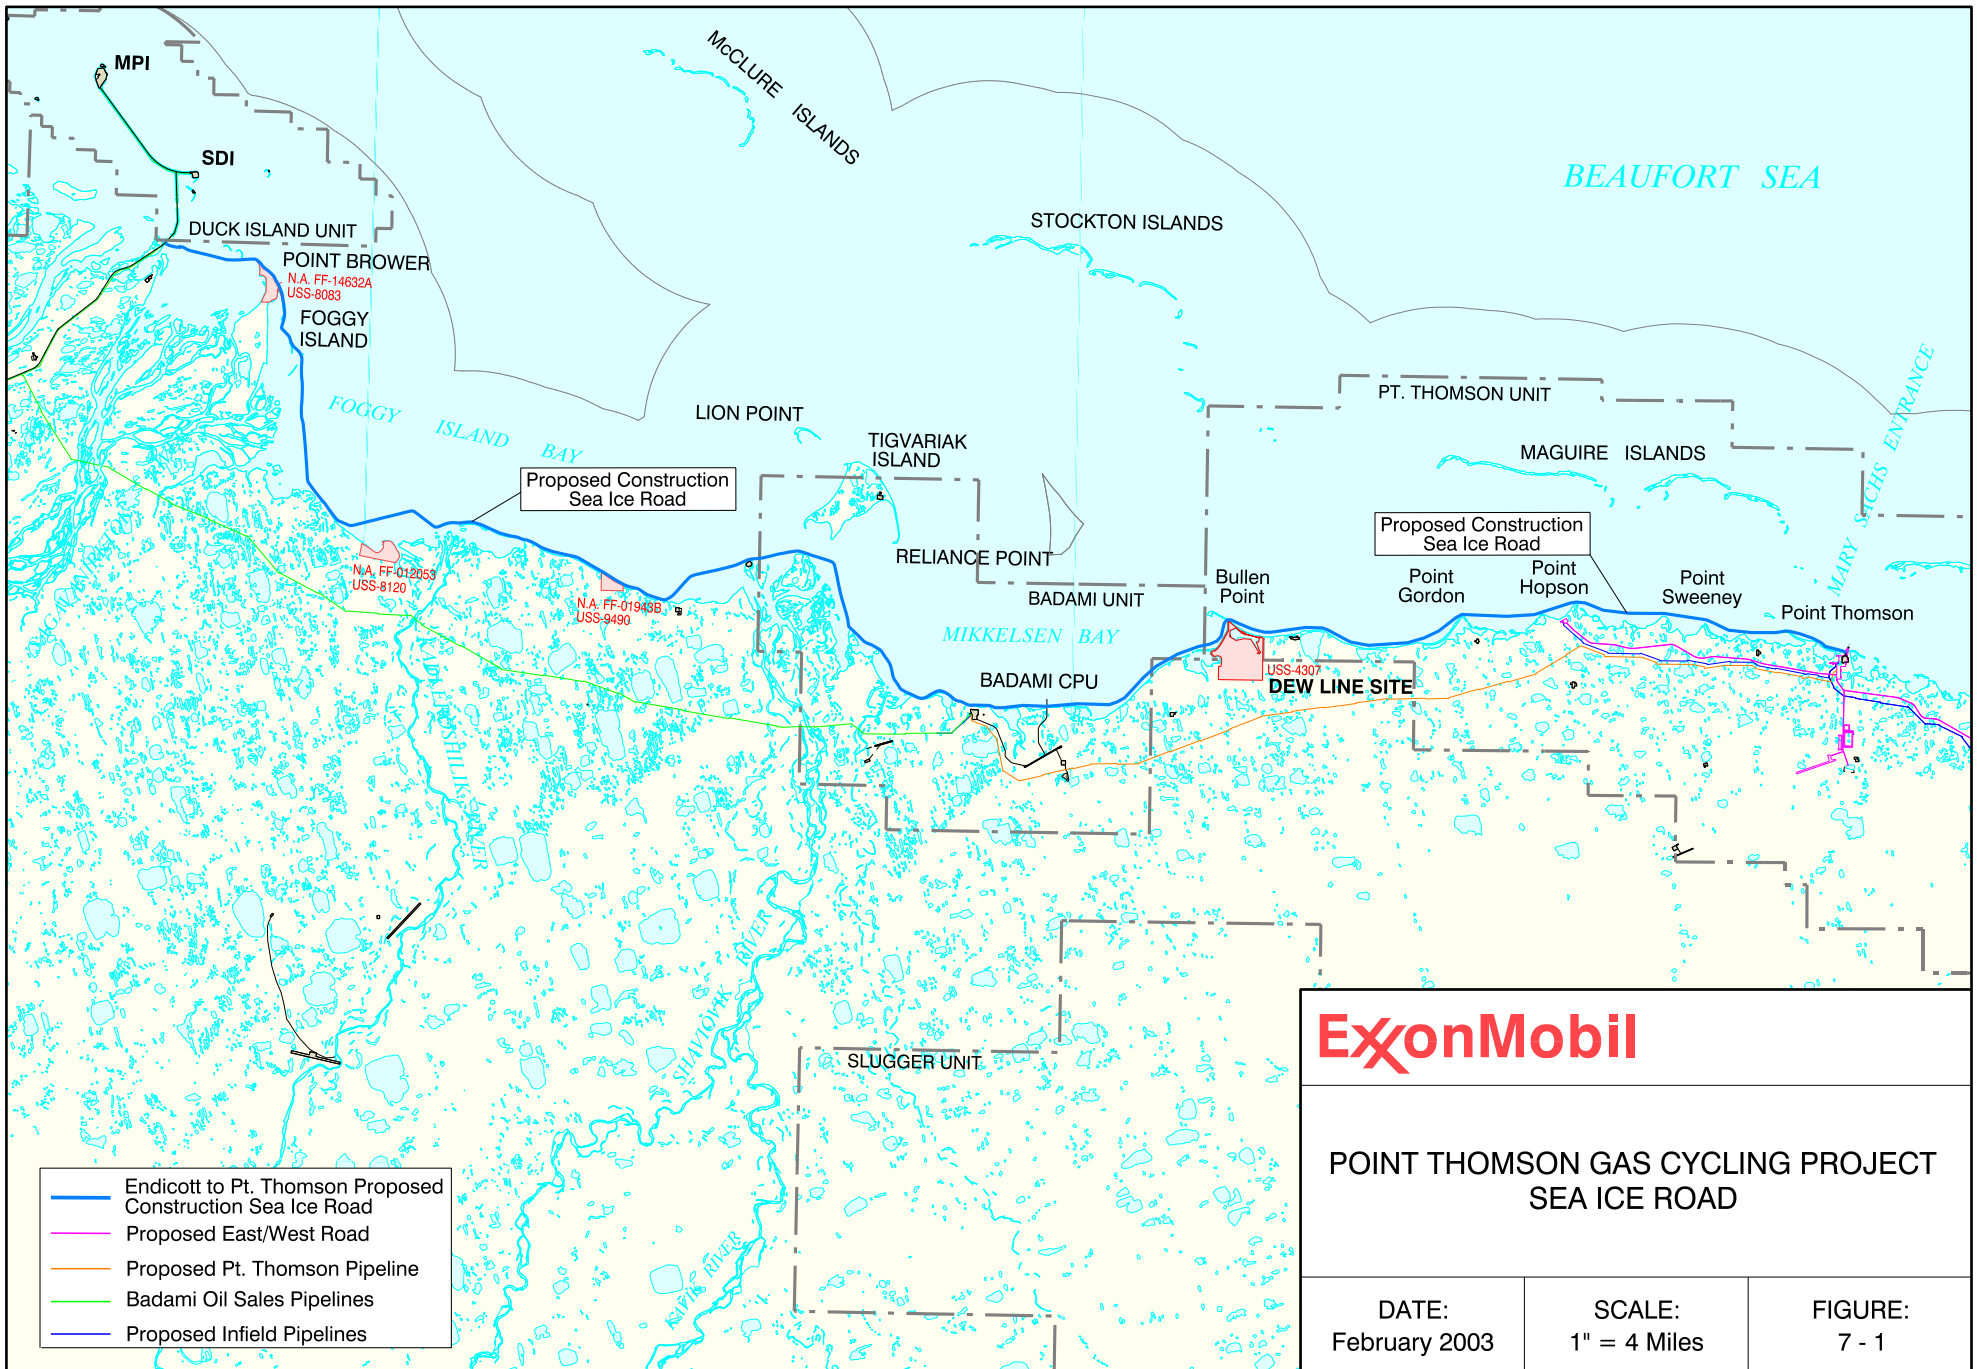 MPI
SDI
DUCK ISLAND UNIT
POINT BROWER
N.A. FF-14632A
USS-8083
FOGGY
ISLAND
McCLURE ISLANDS
BEAUFORT SEA
STOCKTON ISLANDS
FOGGY ISLAND BAY
LION POINT
TIGVARIAK
ISLAND
PT. THOMSON UNIT
MAGUIRE ISLANDS
MARY SACHS ENTRANCE
Proposed Construction
Sea Ice Road
Proposed Construction
Sea Ice Road
RELIANCE POINT
BADAMI UNIT
MIKKELSEN BAY
BADAMI CPU
Bullen
Point
Point
Gordon
Point
Hopson
Point
Sweeney
Point Thomson
N.A. FF-012053
USS-8120
N.A. FF-01943B
USS-9490
USS-4307
DEW LINE SITE
SHAVIOVIK RIVER
KAVIK RIVER
SLUGGER UNIT
Endicott to Pt. Thomson Proposed
Construction Sea Ice Road
Proposed East/West Road
Proposed Pt. Thomson Pipeline
Badami Oil Sales Pipelines
Proposed Infield Pipelines
ExxonMobil
POINT THOMSON GAS CYCLING PROJECT
SEA ICE ROAD
DATE:
February 2003
SCALE:
1" = 4 Miles
FIGURE:
7 - 1